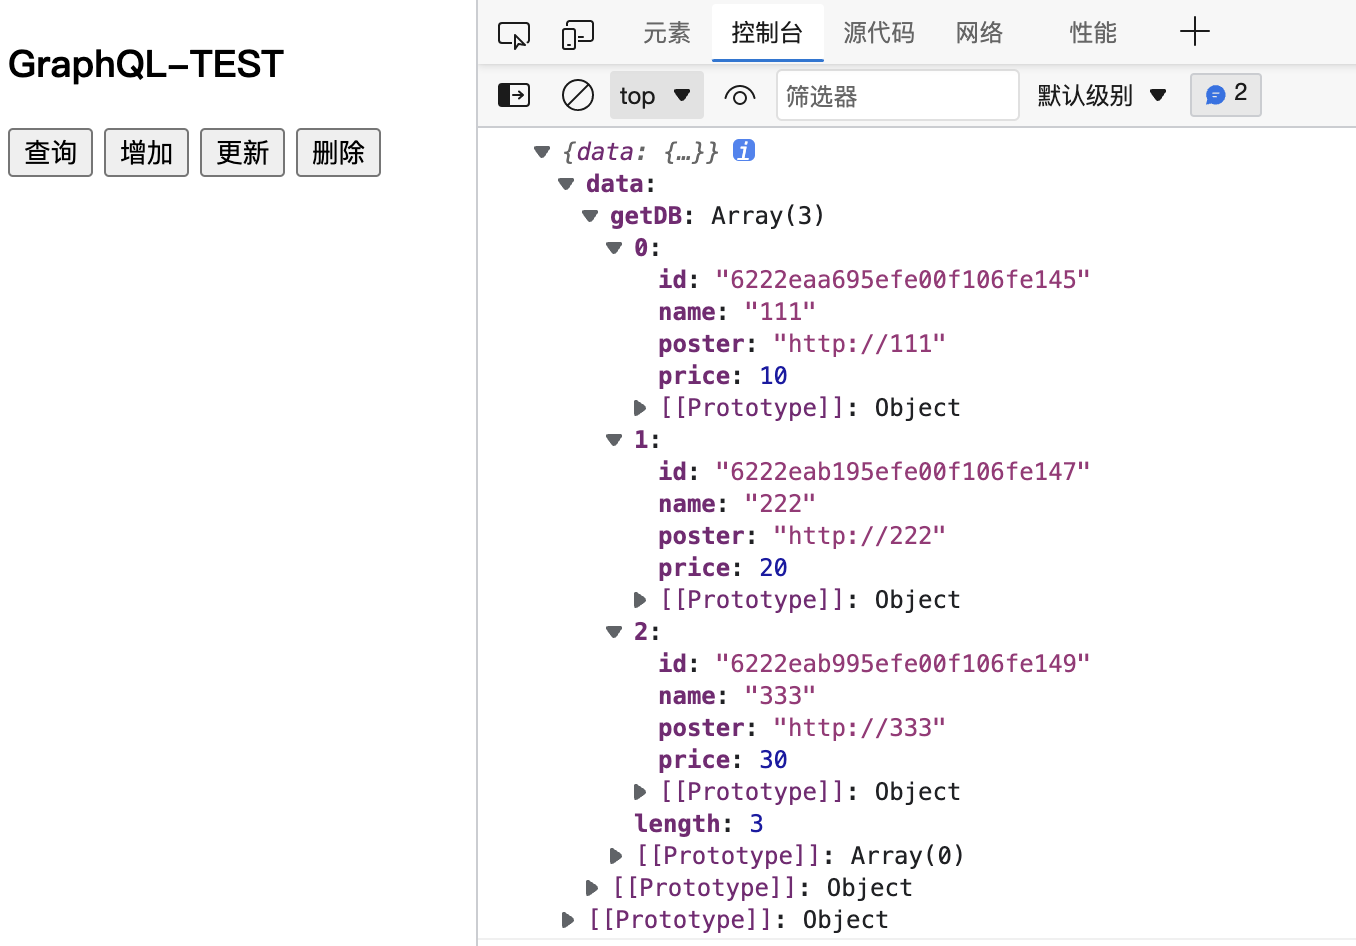 GraphQL-TEST
查询 增加 更新 删除
元素 控制台 源代码 网络 性能
top 筛选器 默认级别 2
{data: {…}} i
data:
getDB: Array(3)
0:
id: "6222eaa695efe00f106fe145"
name: "111"
poster: "http://111"
price: 10
[[Prototype]]: Object
1:
id: "6222eab195efe00f106fe147"
name: "222"
poster: "http://222"
price: 20
[[Prototype]]: Object
2:
id: "6222eab995efe00f106fe149"
name: "333"
poster: "http://333"
price: 30
[[Prototype]]: Object
length: 3
[[Prototype]]: Array(0)
[[Prototype]]: Object
[[Prototype]]: Object